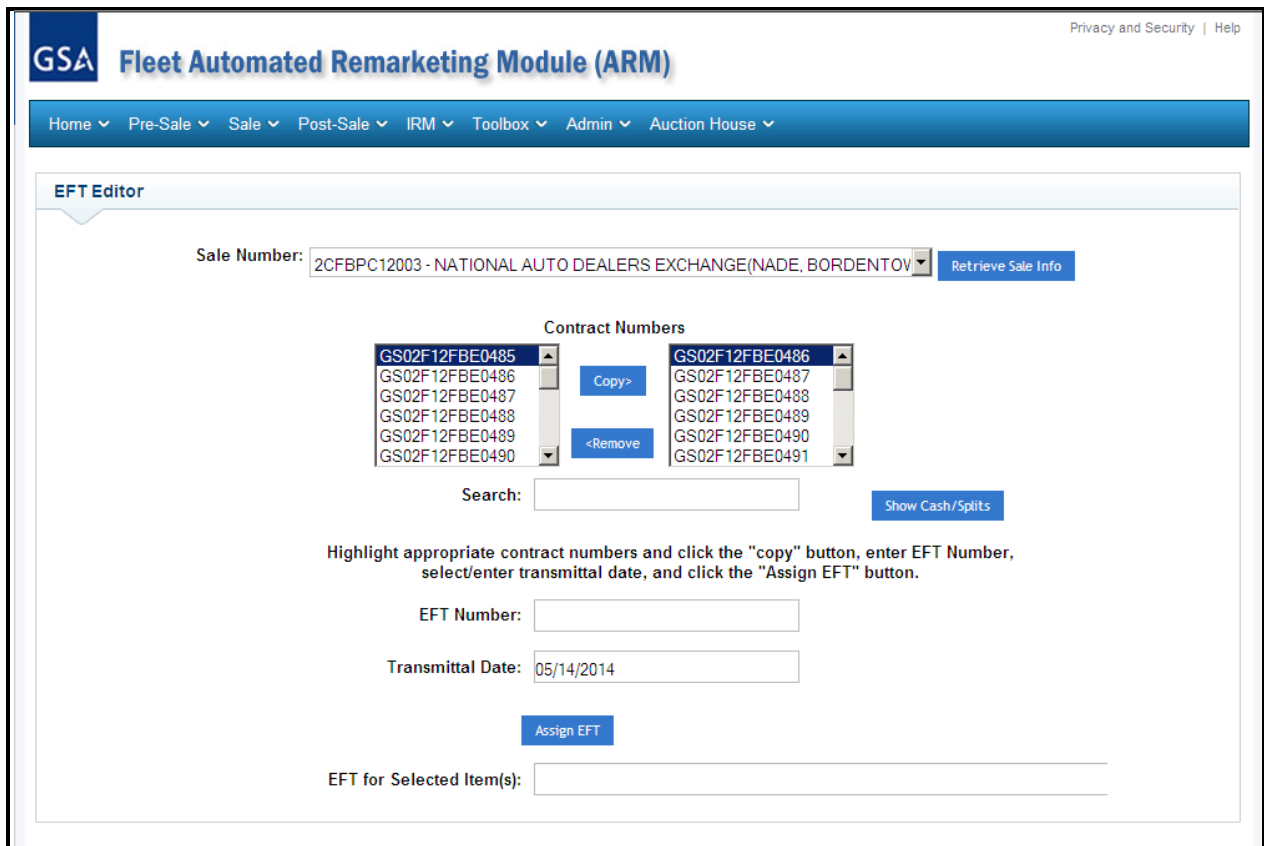 Privacy and Security | Help
GSA Fleet Automated Remarketing Module (ARM)
Home Pre-Sale Sale Post-Sale IRM Toolbox Admin Auction House
EFT Editor
Sale Number: 2CFBPC12003 - NATIONAL AUTO DEALERS EXCHANGE(NADE, BORDENTOW Retrieve Sale Info
Contract Numbers
GS02F12FBE0485 GS02F12FBE0486
GS02F12FBE0486 Copy> GS02F12FBE0487
GS02F12FBE0487 GS02F12FBE0488
GS02F12FBE0488 GS02F12FBE0489
GS02F12FBE0489 <Remove GS02F12FBE0490
GS02F12FBE0490 GS02F12FBE0491
Search: Show Cash/Splits
Highlight appropriate contract numbers and click the "copy" button, enter EFT Number,
select/enter transmittal date, and click the "Assign EFT" button.
EFT Number:
Transmittal Date: 05/14/2014
Assign EFT
EFT for Selected Item(s):